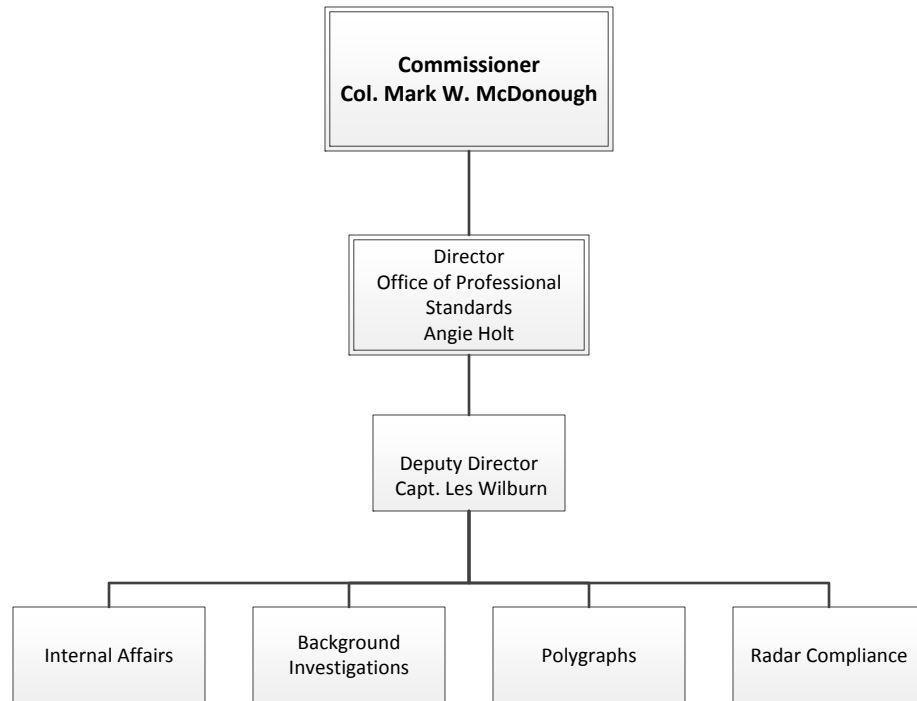 Commissioner
Col. Mark W. McDonough
Director
Office of Professional
Standards
Angie Holt
Deputy Director
Capt. Les Wilburn
Internal Affairs
Background
Investigations
Polygraphs
Radar Compliance